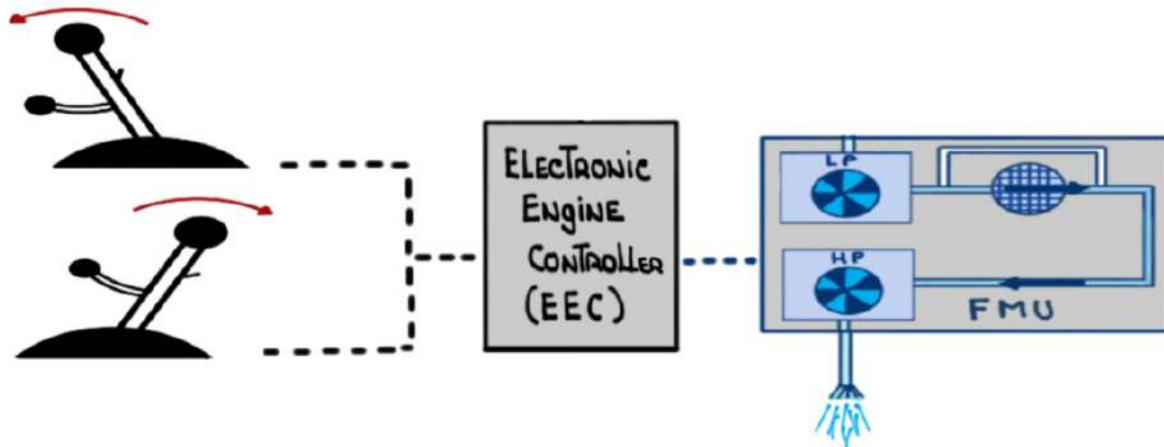 ELECTRONIC
ENGINE
CONTROLLER
(EEC)
LP
HP
FMU